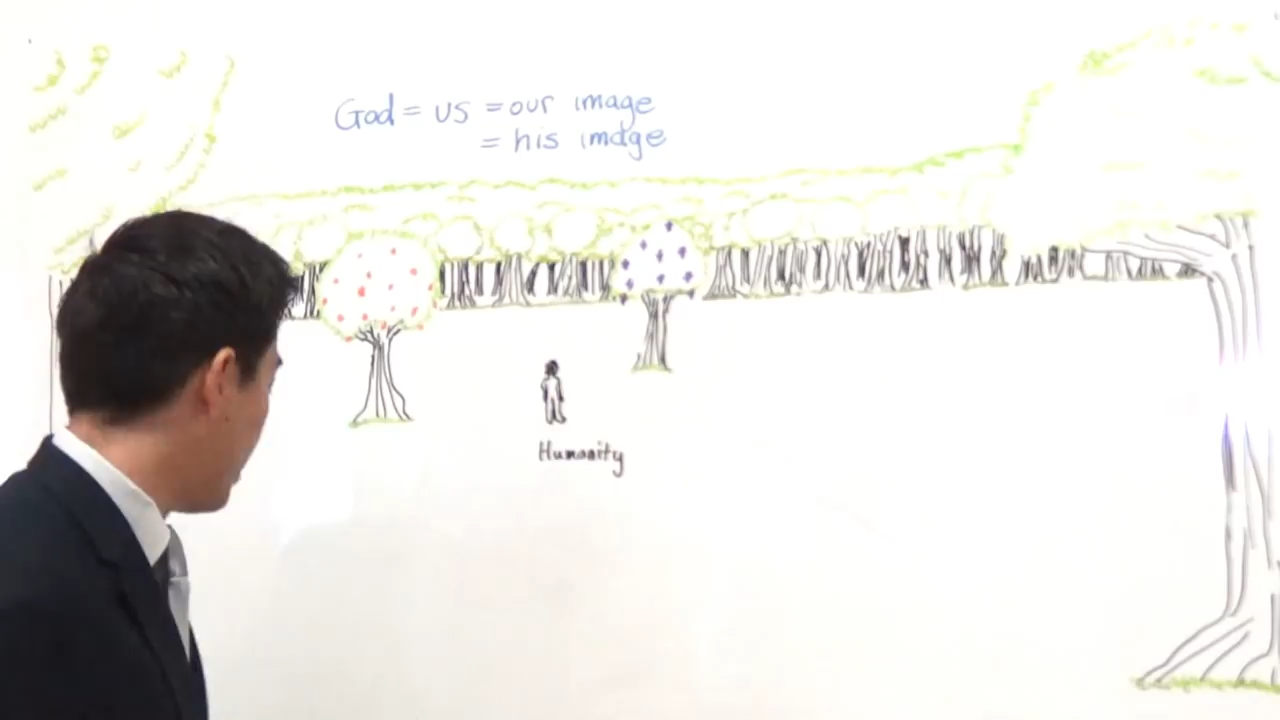 God = us = our image
= his image
Humanity